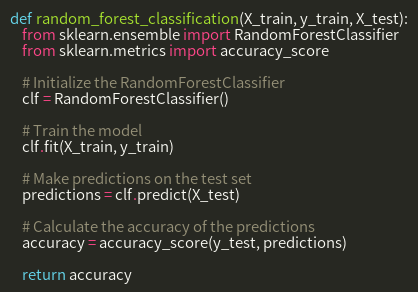 def random_forest_classification(X_train, y_train, X_test):
from sklearn.ensemble import RandomForestClassifier
from sklearn.metrics import accuracy_score
# Initialize the RandomForestClassifier
clf = RandomForestClassifier()
# Train the model
clf.fit(X_train, y_train)
# Make predictions on the test set
predictions = clf.predict(X_test)
# Calculate the accuracy of the predictions
accuracy = accuracy_score(y_test, predictions)
return accuracy